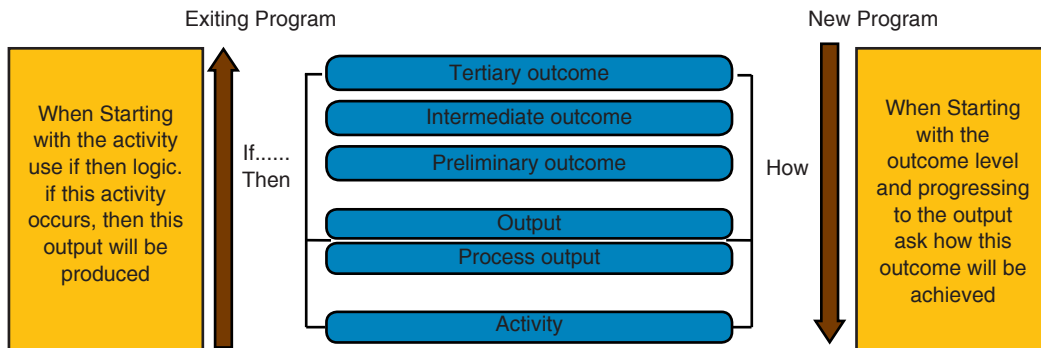 Exiting Program
New Program
When Starting
with the activity
use if then logic.
if this activity
occurs, then this
output will be
produced
If......
Then
Tertiary outcome
Intermediate outcome
Preliminary outcome
Output
Process output
Activity
How
When Starting
with the
outcome level
and progressing
to the output
ask how this
outcome will be
achieved